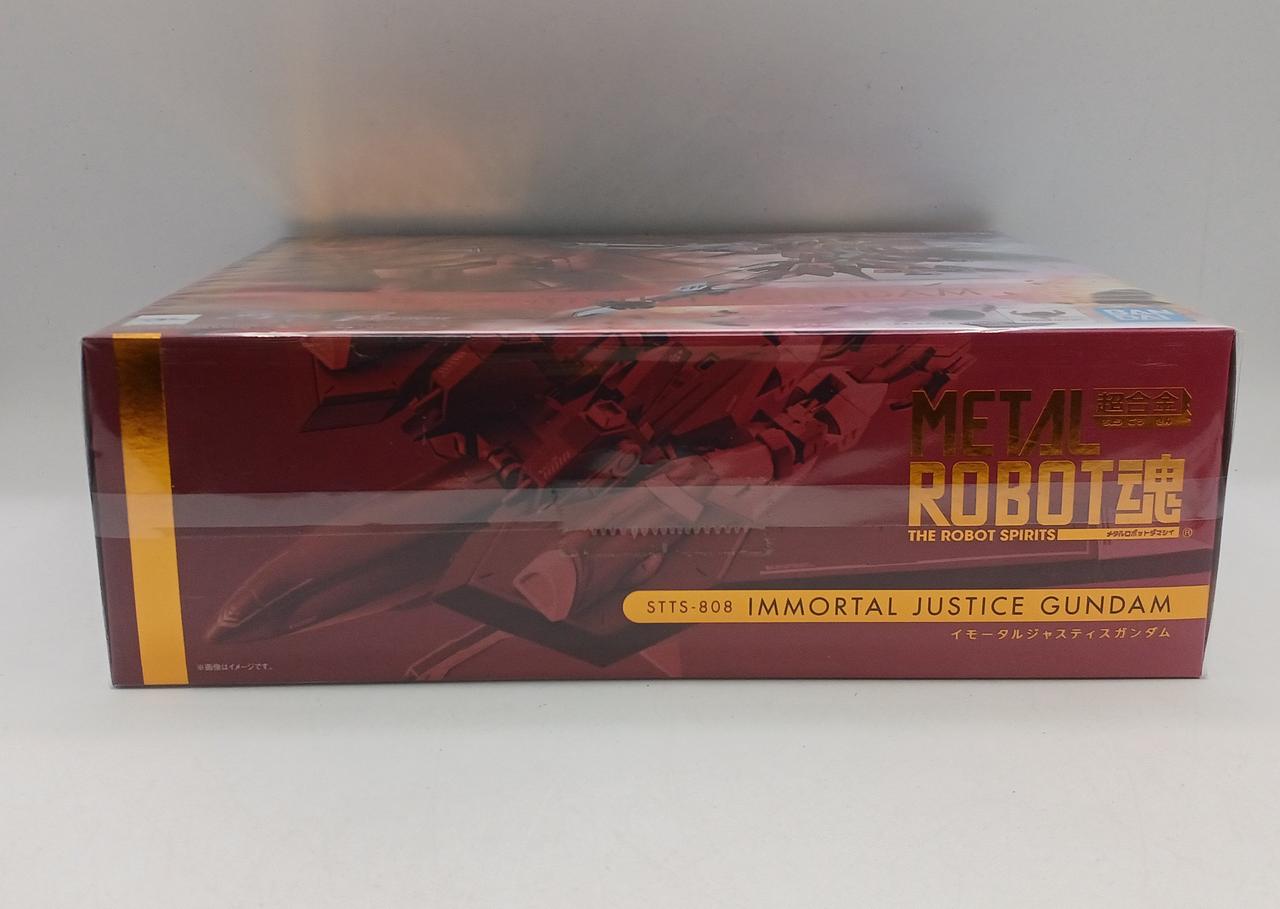 BAN
METAL 超合金
ROBOT魂
THE ROBOT SPIRITS メタルロボットダマシイ ®
STTS-808 IMMORTAL JUSTICE GUNDAM
イモータルジャスティスガンダム
※画像はイメージです。